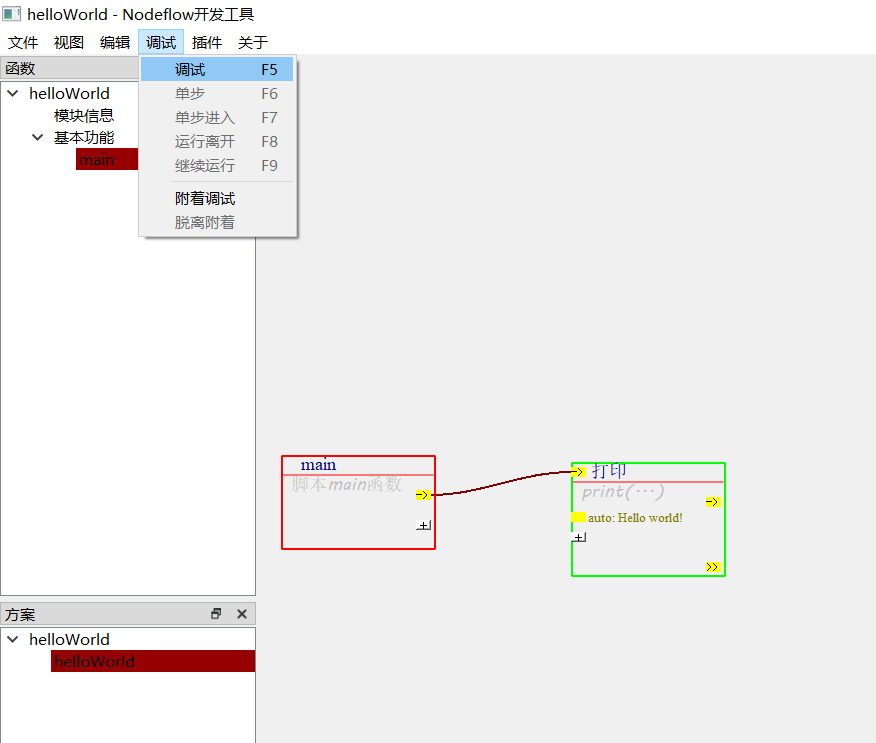 helloWorld - Nodeflow开发工具
文件 视图 编辑 调试 插件 关于
函数
helloWorld
模块信息
基本功能
main
调试 F5
单步 F6
单步进入 F7
运行离开 F8
继续运行 F9
附着调试
脱离附着
main
脚本main函数
打印
print(···)
auto: Hello world!
方案
helloWorld
helloWorld